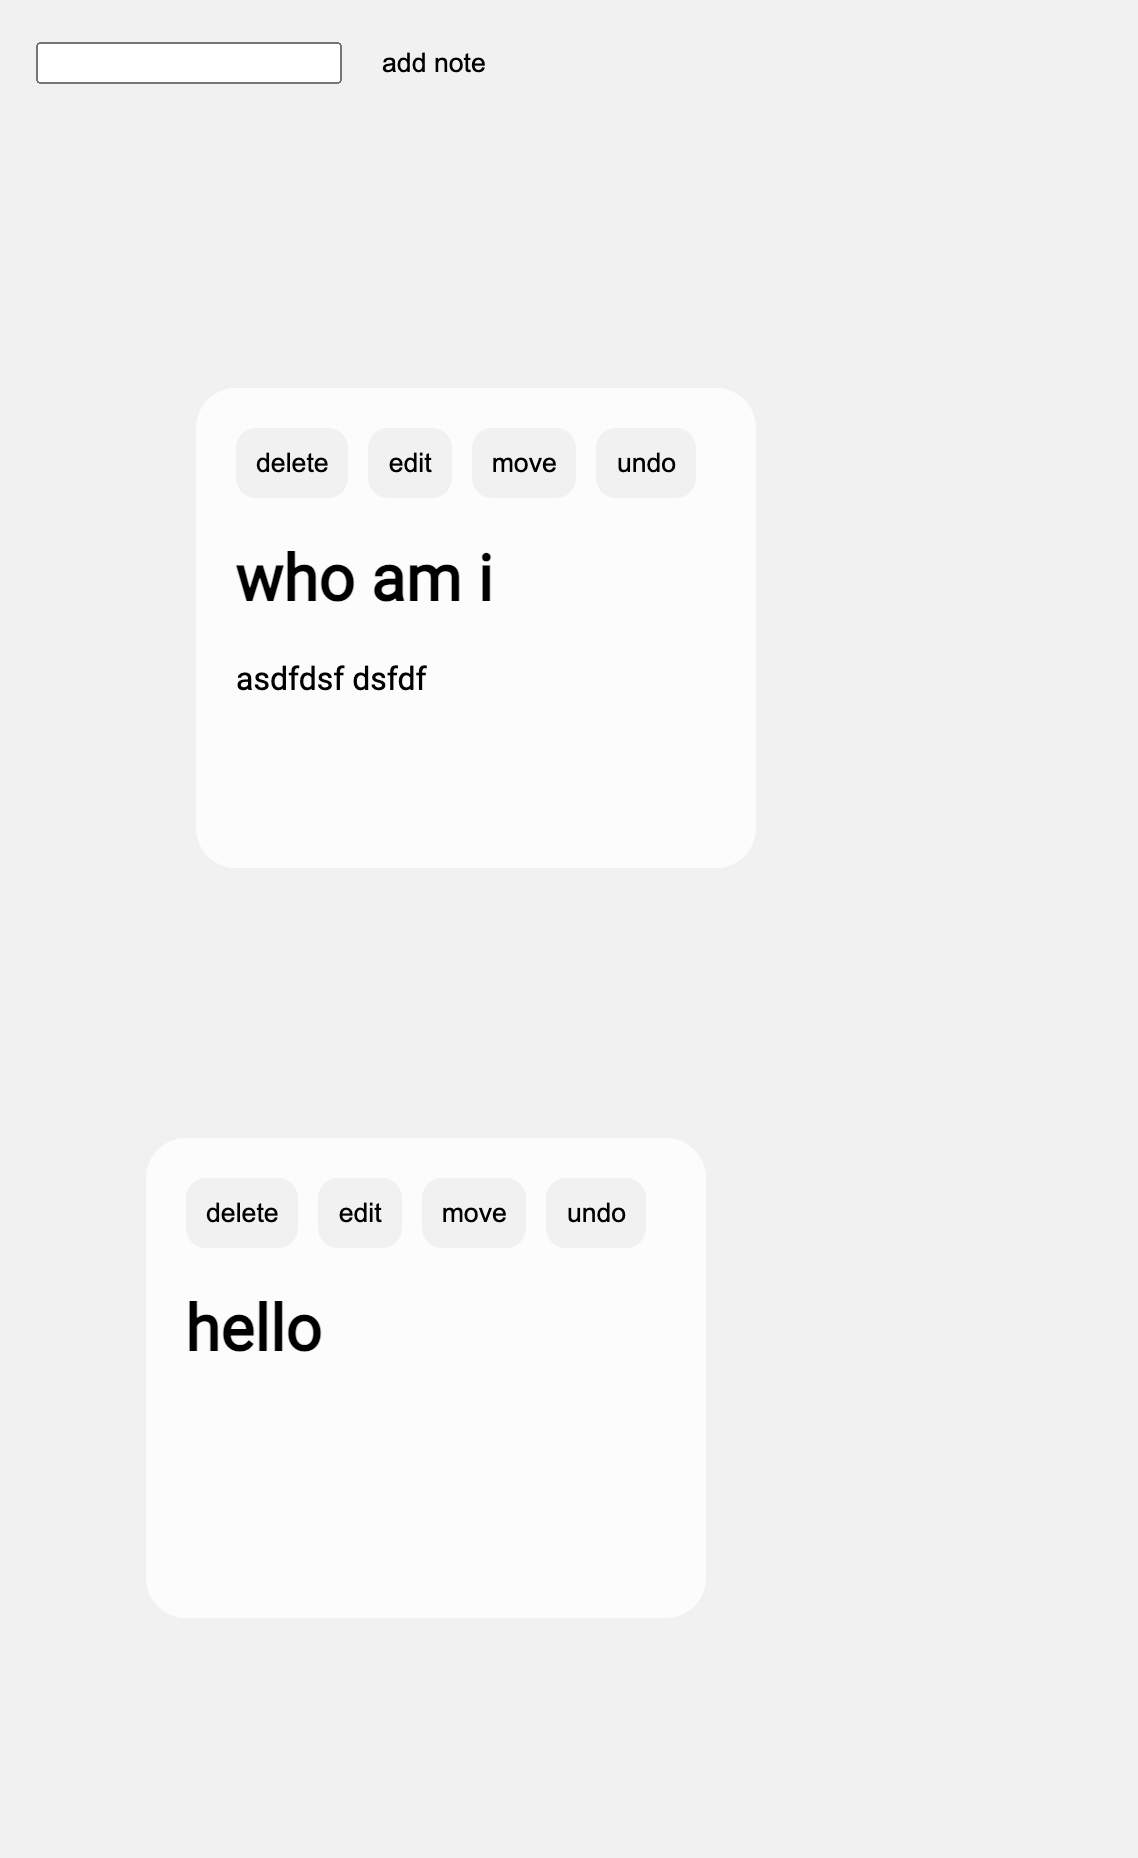 add note
delete edit move undo
who am i
asdfdsf dsfdf
delete edit move undo
hello